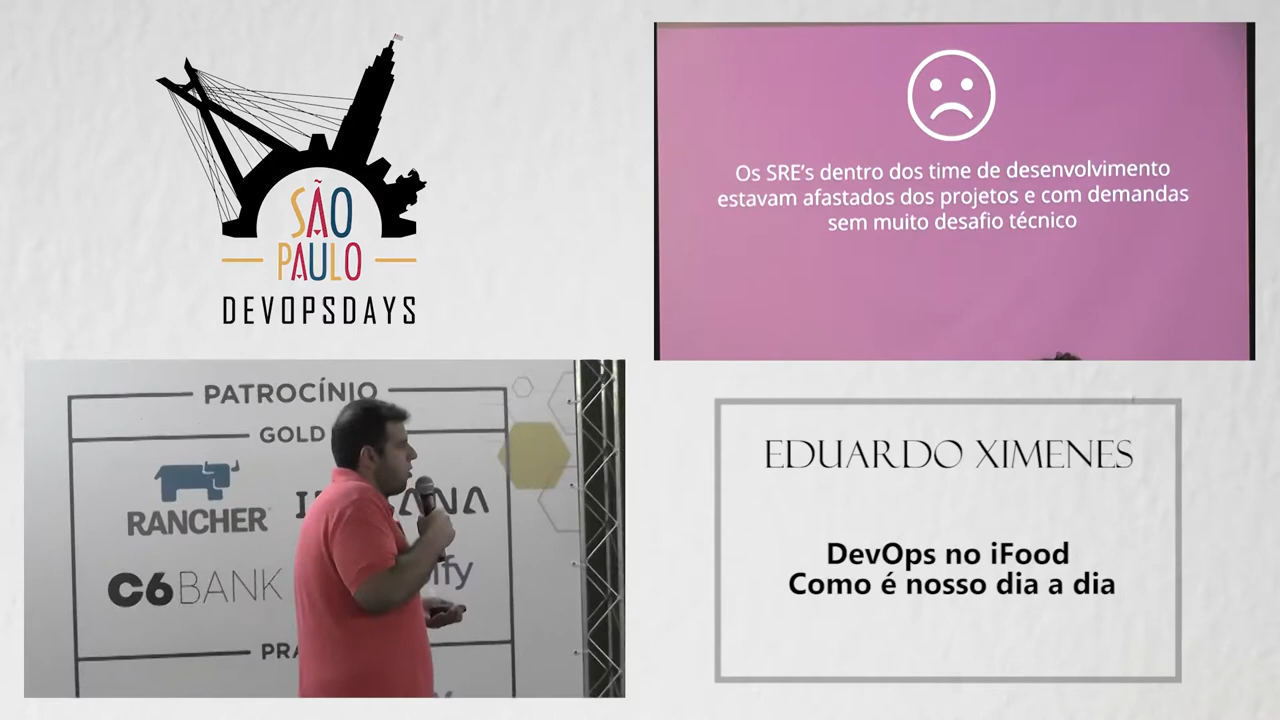 SÃO
PAULO
DEVOPSDAYS
Os SRE's dentro dos time de desenvolvimento
estavam afastados dos projetos e com demandas
sem muito desafio técnico
PATROCÍNIO
GOLD
RANCHER
C6BANK
EDUARDO XIMENES
DevOps no iFood
Como é nosso dia a dia